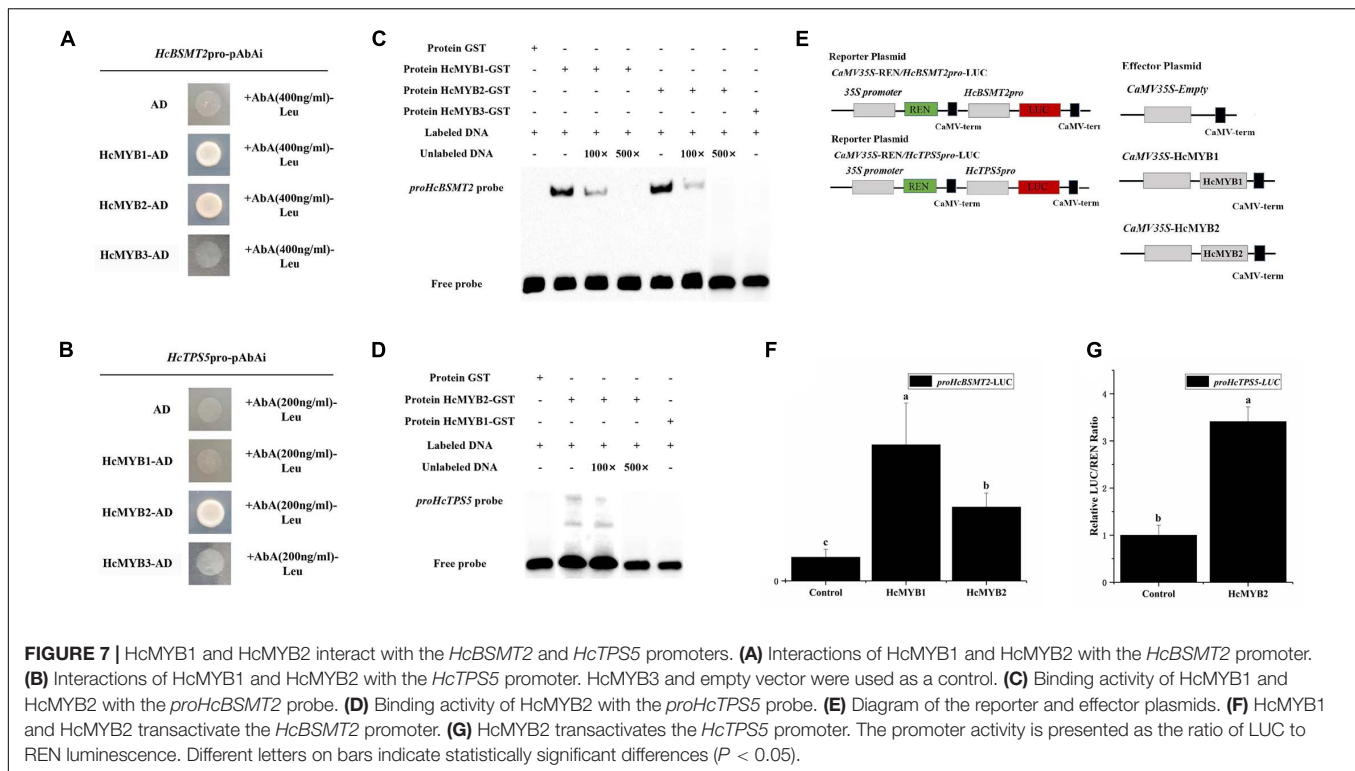 A
HcBSMT2pro-pAbAi
AD
+AbA(400ng/ml)-
Leu
HcMYB1-AD
+AbA(400ng/ml)-
Leu
HcMYB2-AD
+AbA(400ng/ml)-
Leu
HcMYB3-AD
+AbA(400ng/ml)-
Leu
B
HcTPS5pro-pAbAi
AD
+AbA(200ng/ml)-
Leu
HcMYB1-AD
+AbA(200ng/ml)-
Leu
HcMYB2-AD
+AbA(200ng/ml)-
Leu
HcMYB3-AD
+AbA(200ng/ml)-
Leu
C
Protein GST + - - - - - - -
Protein HcMYB1-GST - + + + - - - -
Protein HcMYB2-GST - - - - + + + -
Protein HcMYB3-GST - - - - - - - +
Labeled DNA + + + + + + + +
Unlabeled DNA - - 100× 500× - 100× 500× -
proHcBSMT2 probe
Free probe
D
Protein GST + - - - -
Protein HcMYB2-GST - + + + -
Protein HcMYB1-GST - - - - +
Labeled DNA + + + + +
Unlabeled DNA - - 100× 500× -
proHcTPS5 probe
Free probe
E
Reporter Plasmid
CaMV35S-REN/HcBSMT2pro-LUC
35S promoter HcBSMT2pro
REN LUC
CaMV-term CaMV-term
Reporter Plasmid
CaMV35S-REN/HcTPS5pro-LUC
35S promoter HcTPS5pro
REN LUC
CaMV-term CaMV-term
Effector Plasmid
CaMV35S-Empty
CaMV-term
CaMV35S-HcMYB1
HcMYB1
CaMV-term
CaMV35S-HcMYB2
HcMYB2
CaMV-term
F
proHcBSMT2-LUC
a
b
c
0
Control HcMYB1 HcMYB2
G
proHcTPS5-LUC
Relative LUC/REN Ratio
4
3
2
1
0
a
b
Control HcMYB2
FIGURE 7 | HcMYB1 and HcMYB2 interact with the HcBSMT2 and HcTPS5 promoters. (A) Interactions of HcMYB1 and HcMYB2 with the HcBSMT2 promoter.
(B) Interactions of HcMYB1 and HcMYB2 with the HcTPS5 promoter. HcMYB3 and empty vector were used as a control. (C) Binding activity of HcMYB1 and
HcMYB2 with the proHcBSMT2 probe. (D) Binding activity of HcMYB2 with the proHcTPS5 probe. (E) Diagram of the reporter and effector plasmids. (F) HcMYB1
and HcMYB2 transactivate the HcBSMT2 promoter. (G) HcMYB2 transactivates the HcTPS5 promoter. The promoter activity is presented as the ratio of LUC to
REN luminescence. Different letters on bars indicate statistically significant differences (P < 0.05).